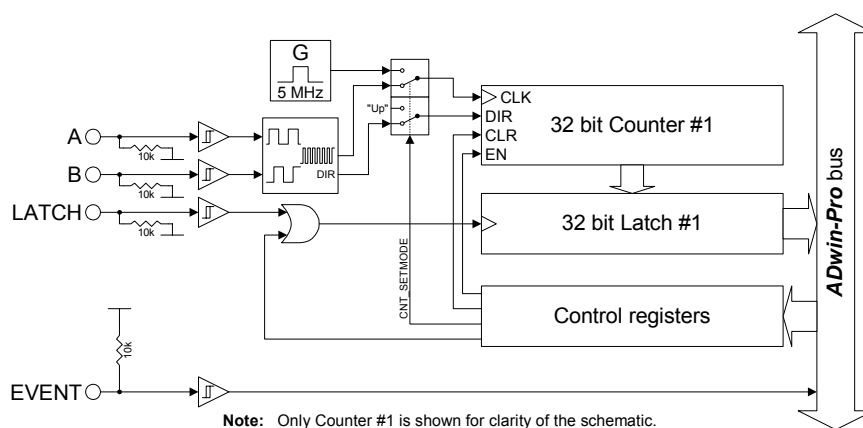 G
5 MHz
"Up"
CLK
DIR
CLR
EN
32 bit Counter #1
A
10k
DIR
B
10k
LATCH
10k
32 bit Latch #1
CNT_SETMODE
ADwin-Pro bus
Control registers
10k
EVENT
Note: Only Counter #1 is shown for clarity of the schematic.